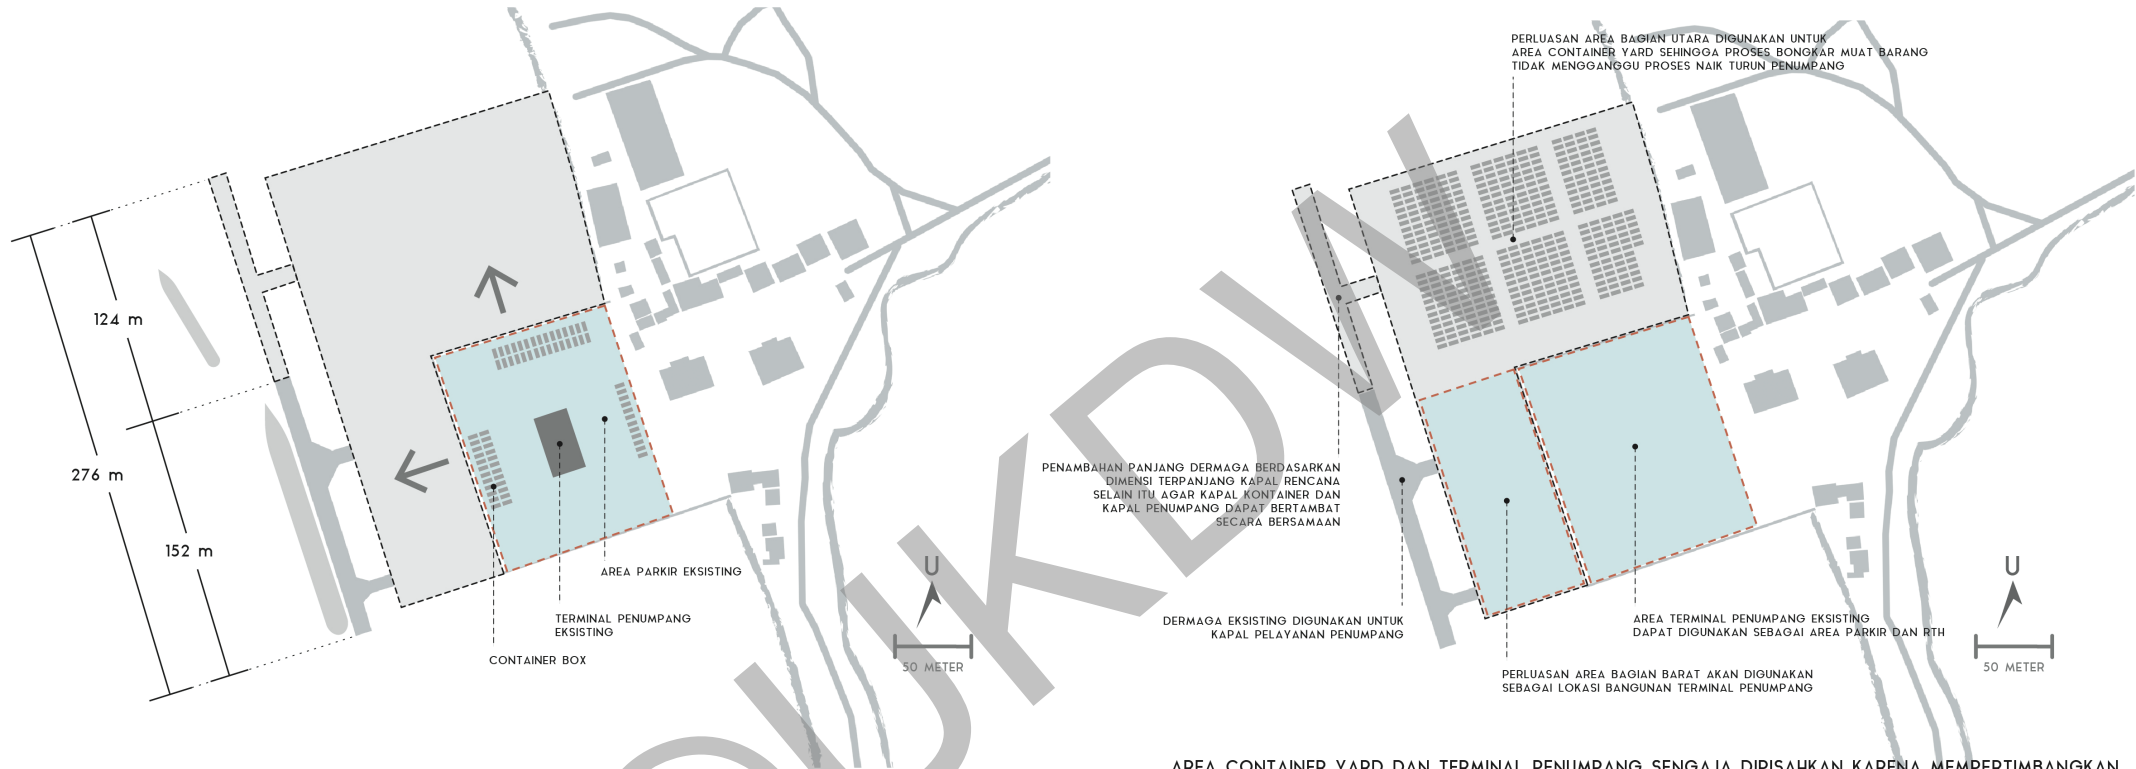 124 m
276 m
152 m
AREA PARKIR EKSISTING
TERMINAL PENUMPANG
EKSISTING
CONTAINER BOX
U
50 METER
PERLUASAN AREA BAGIAN UTARA DIGUNAKAN UNTUK
AREA CONTAINER YARD SEHINGGA PROSES BONGKAR MUAT BARANG
TIDAK MENGGANGGU PROSES NAIK TURUN PENUMPANG
PENAMBAHAN PANJANG DERMAGA BERDASARKAN
DIMENSI TERPANJANG KAPAL RENCANA
SELAIN ITU AGAR KAPAL KONTAINER DAN
KAPAL PENUMPANG DAPAT BERTAMBAT
SECARA BERSAMAAN
DERMAGA EKSISTING DIGUNAKAN UNTUK
KAPAL PELAYANAN PENUMPANG
AREA TERMINAL PENUMPANG EKSISTING
DAPAT DIGUNAKAN SEBAGAI AREA PARKIR DAN RTH
PERLUASAN AREA BAGIAN BARAT AKAN DIGUNAKAN
SEBAGAI LOKASI BANGUNAN TERMINAL PENUMPANG
U
50 METER
AREA CONTAINER YARD DAN TERMINAL PENUMPANG SENGAJA DIPISAHKAN KARENA MEMPERTIMBANGKAN
UKDW